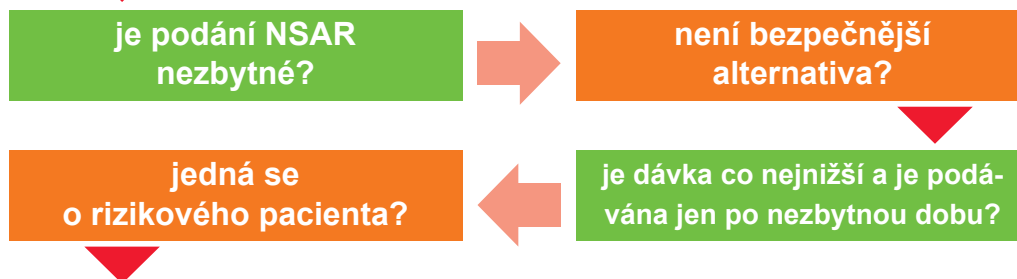 je podání NSAR
nezbytné?
není bezpečnější
alternativa?
je dávka co nejnižší a je podá-
vána jen po nezbytnou dobu?
jedná se
o rizikového pacienta?